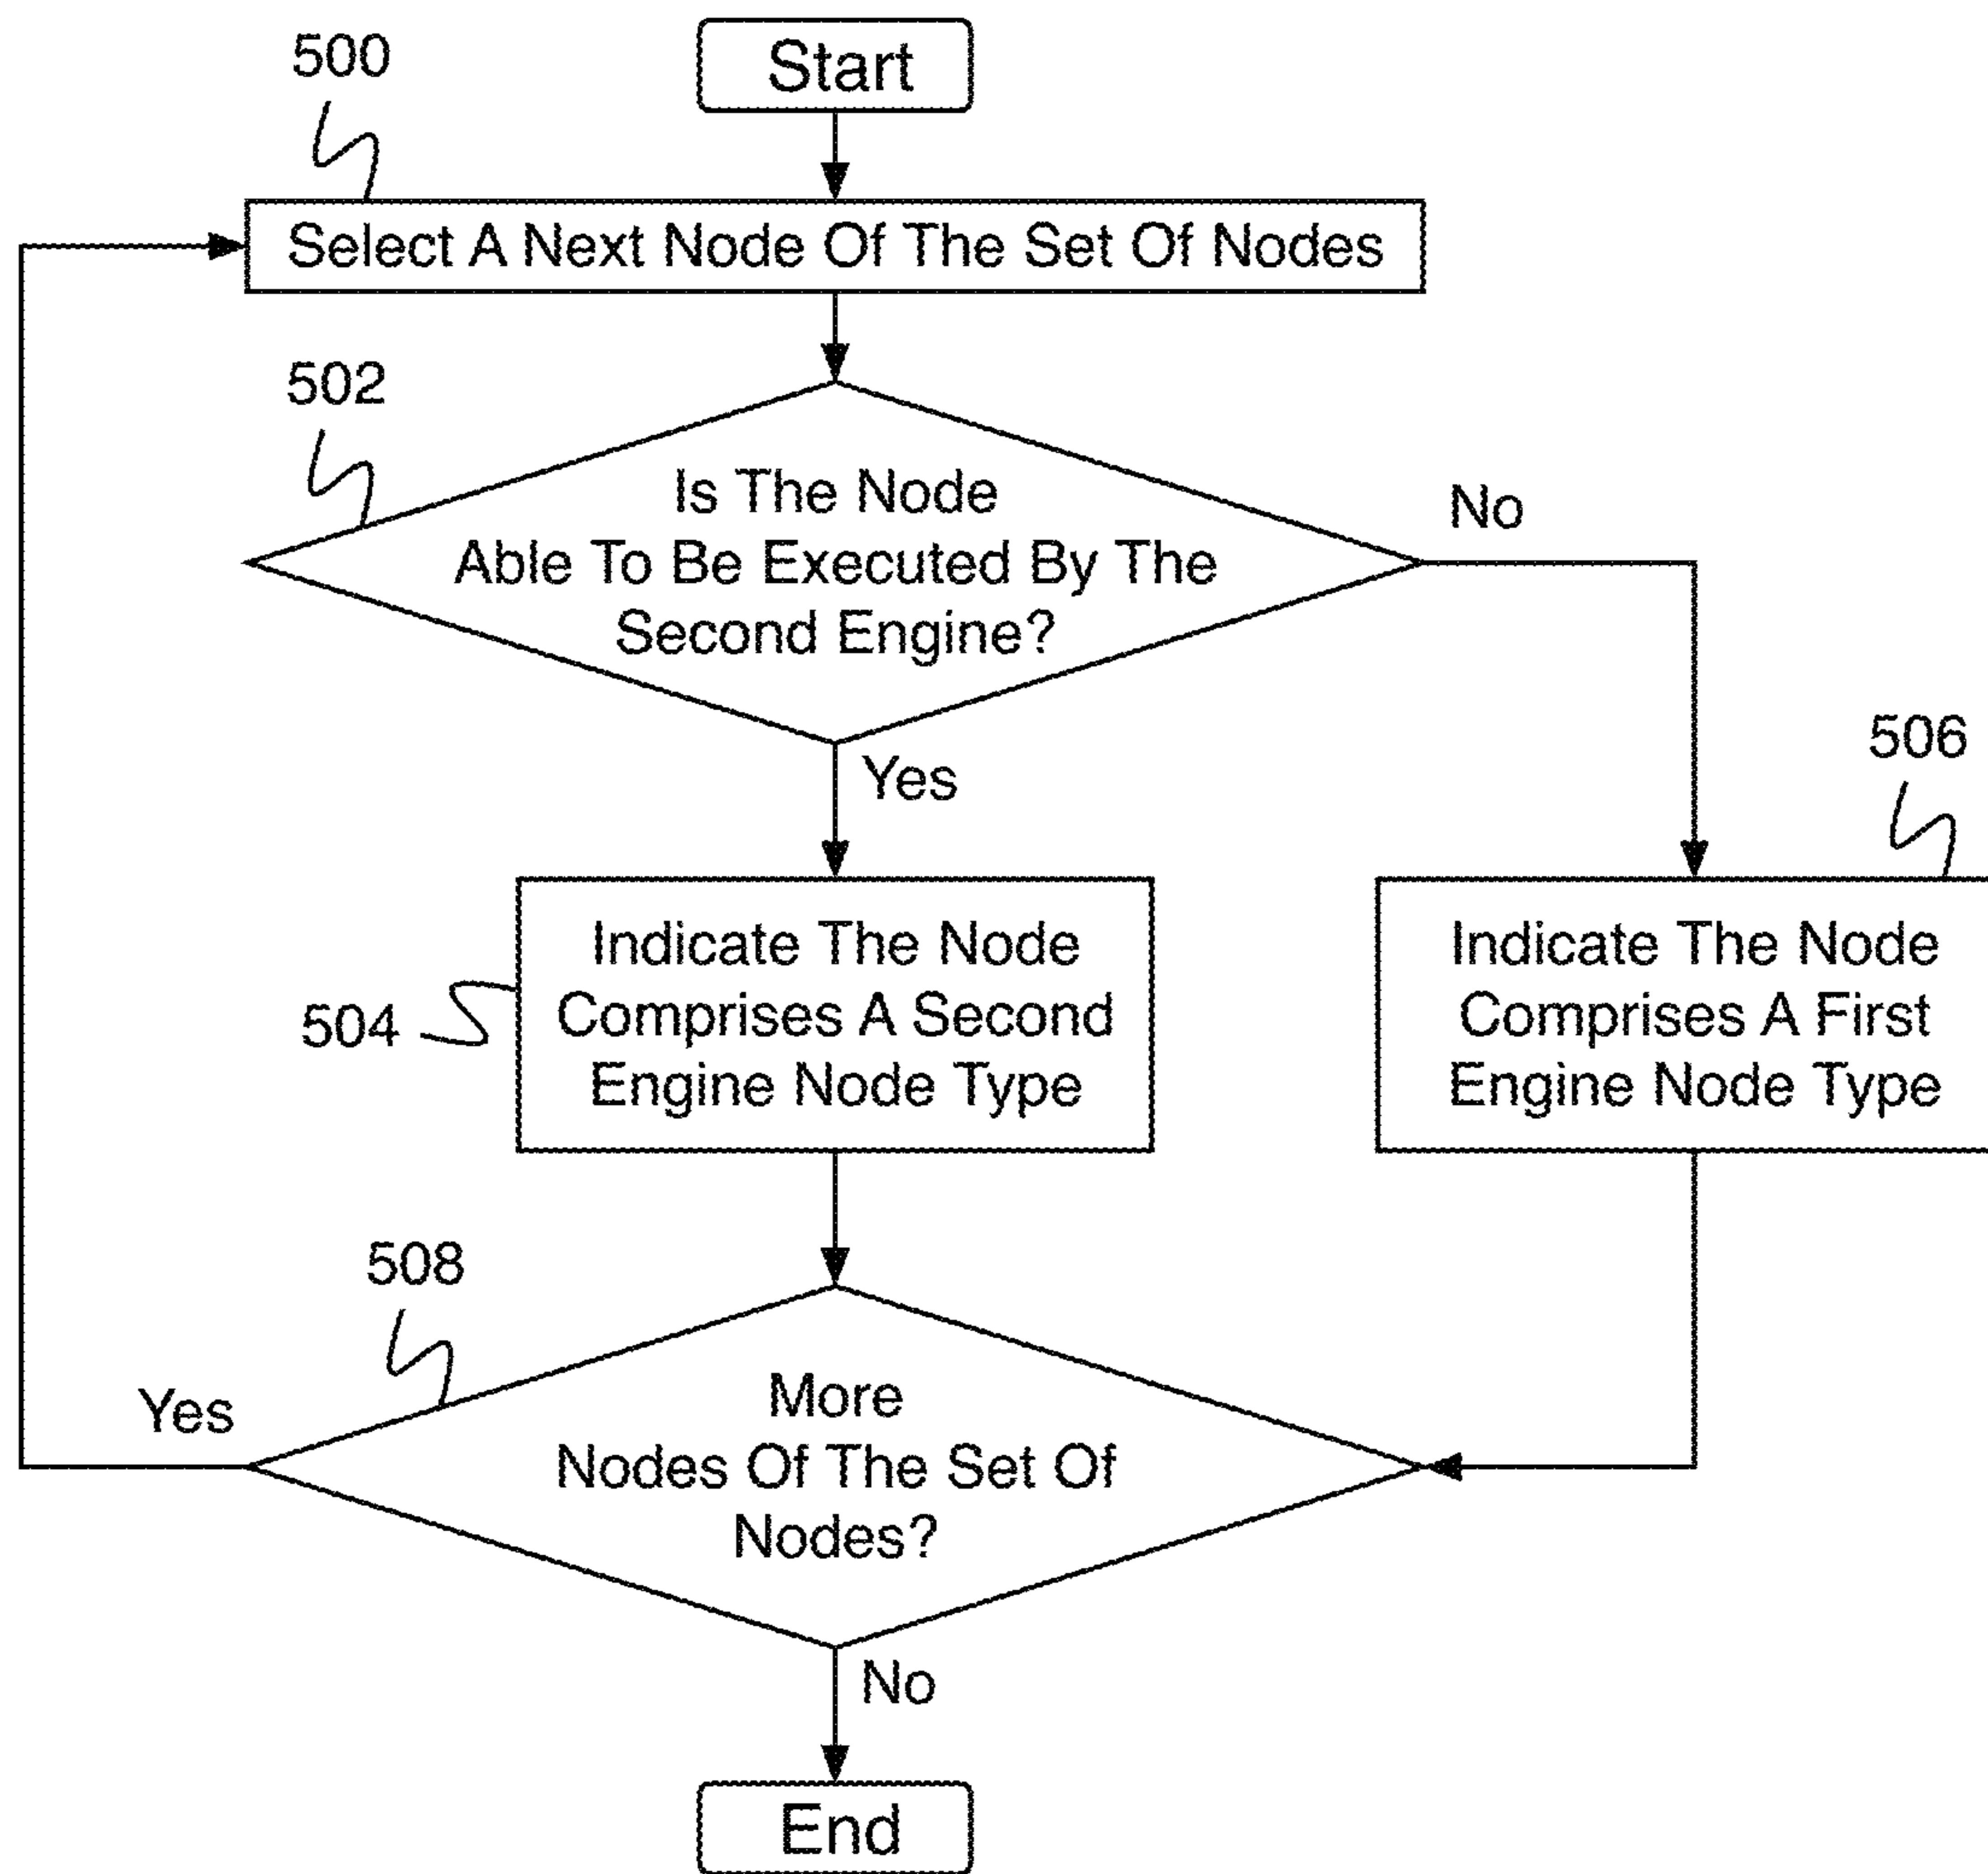 Start
500
Select A Next Node Of The Set Of Nodes
502
Is The Node
Able To Be Executed By The
Second Engine?
No
Yes
506
504
Indicate The Node
Comprises A Second
Engine Node Type
Indicate The Node
Comprises A First
Engine Node Type
508
Yes
More
Nodes Of The Set Of
Nodes?
No
End